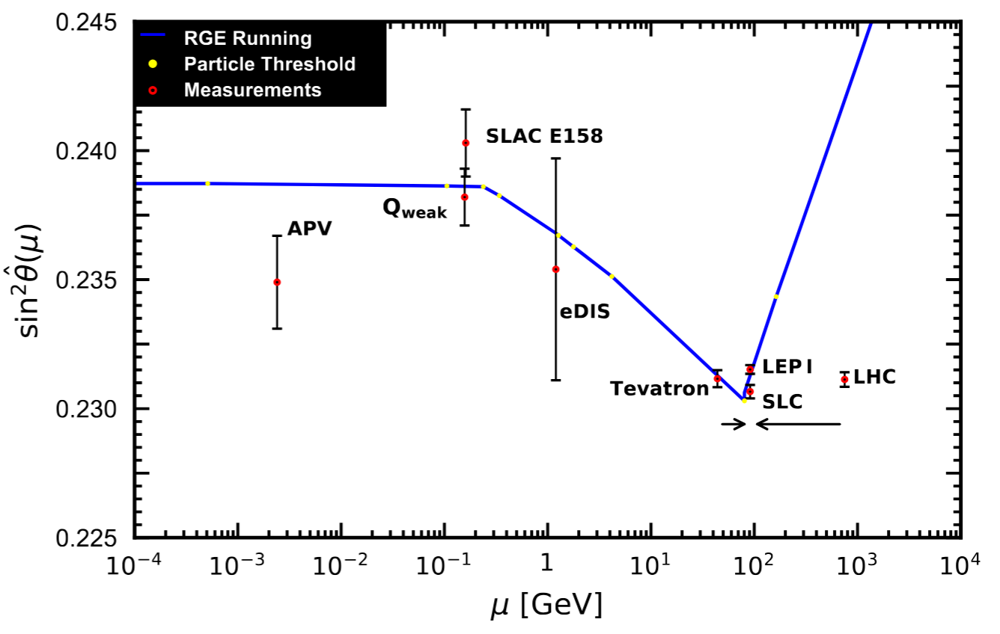 0.245
RGE Running
Particle Threshold
Measurements
SLAC E158
0.240
Qweak
APV
sin²θ̂(μ)
0.235
eDIS
LEP I
LHC
Tevatron
SLC
0.230
0.225
10⁻⁴ 10⁻³ 10⁻² 10⁻¹ 1 10¹ 10² 10³ 10⁴
μ [GeV]